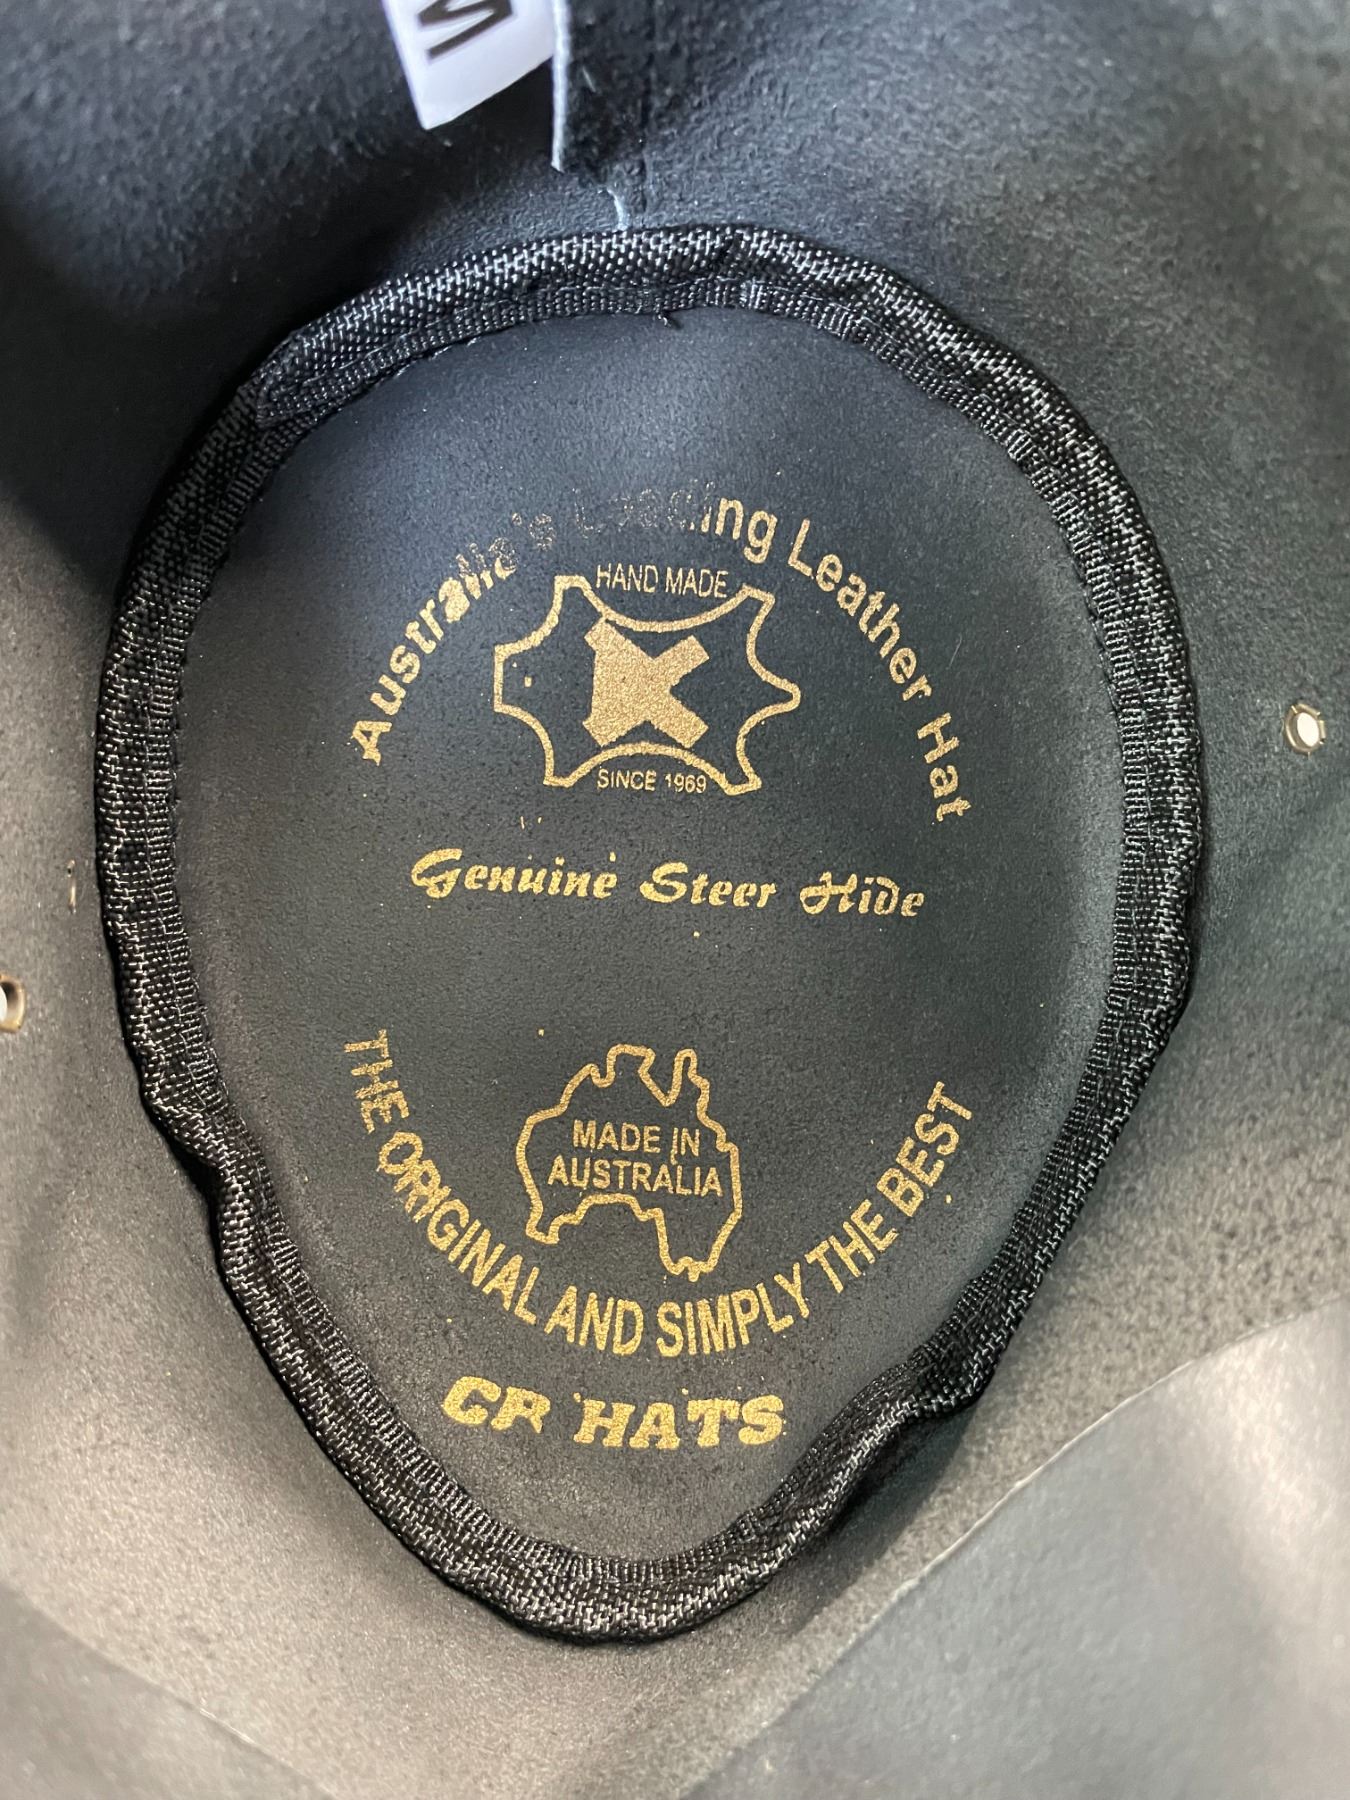 M
Australia's Leading Leather Hat
HAND MADE
SINCE 1969
Genuine Steer Hide
MADE IN
AUSTRALIA
THE ORIGINAL AND SIMPLY THE BEST
CR HATS